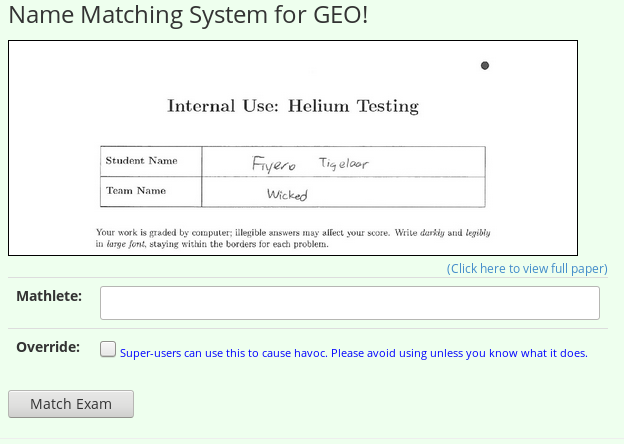 Name Matching System for GEO!
Internal Use: Helium Testing
Student Name Fiyero Tigelaar
Team Name Wicked
Your work is graded by computer; illegible answers may affect your score. Write darkly and legibly
in large font, staying within the borders for each problem.
(Click here to view full paper)
Mathlete:
Override: Super-users can use this to cause havoc. Please avoid using unless you know what it does.
Match Exam